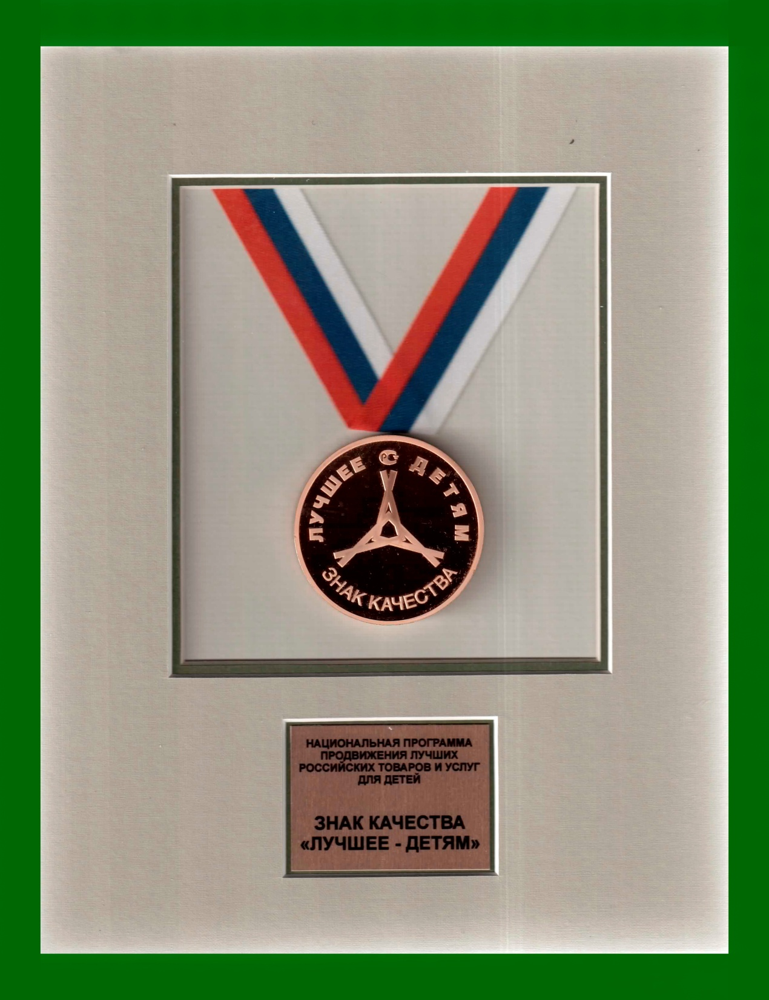 ЛУЧШЕЕ ДЕТЯМ
ЗНАК КАЧЕСТВА
НАЦИОНАЛЬНАЯ ПРОГРАММА
ПРОДВИЖЕНИЯ ЛУЧШИХ
РОССИЙСКИХ ТОВАРОВ И УСЛУГ
ДЛЯ ДЕТЕЙ
ЗНАК КАЧЕСТВА
«ЛУЧШЕЕ - ДЕТЯМ»